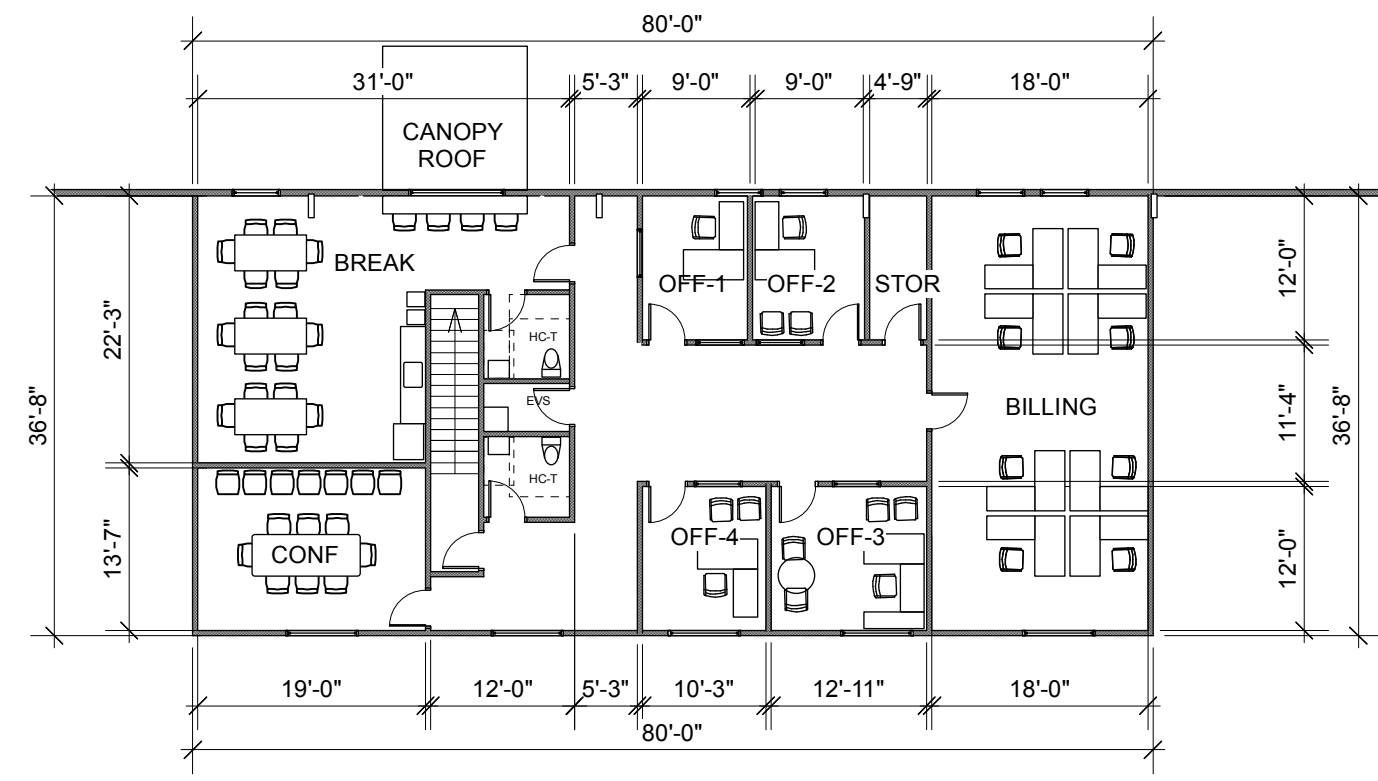 80'-0"
31'-0" 5'-3" 9'-0" 9'-0" 4'-9" 18'-0"
CANOPY
ROOF
BREAK
OFF-1 OFF-2 STOR
HC-T
EVS
HC-T
BILLING
CONF
OFF-4 OFF-3
22'-3"
13'-7"
36'-8"
12'-0"
11'-4"
12'-0"
36'-8"
19'-0" 12'-0" 5'-3" 10'-3" 12'-11" 18'-0"
80'-0"